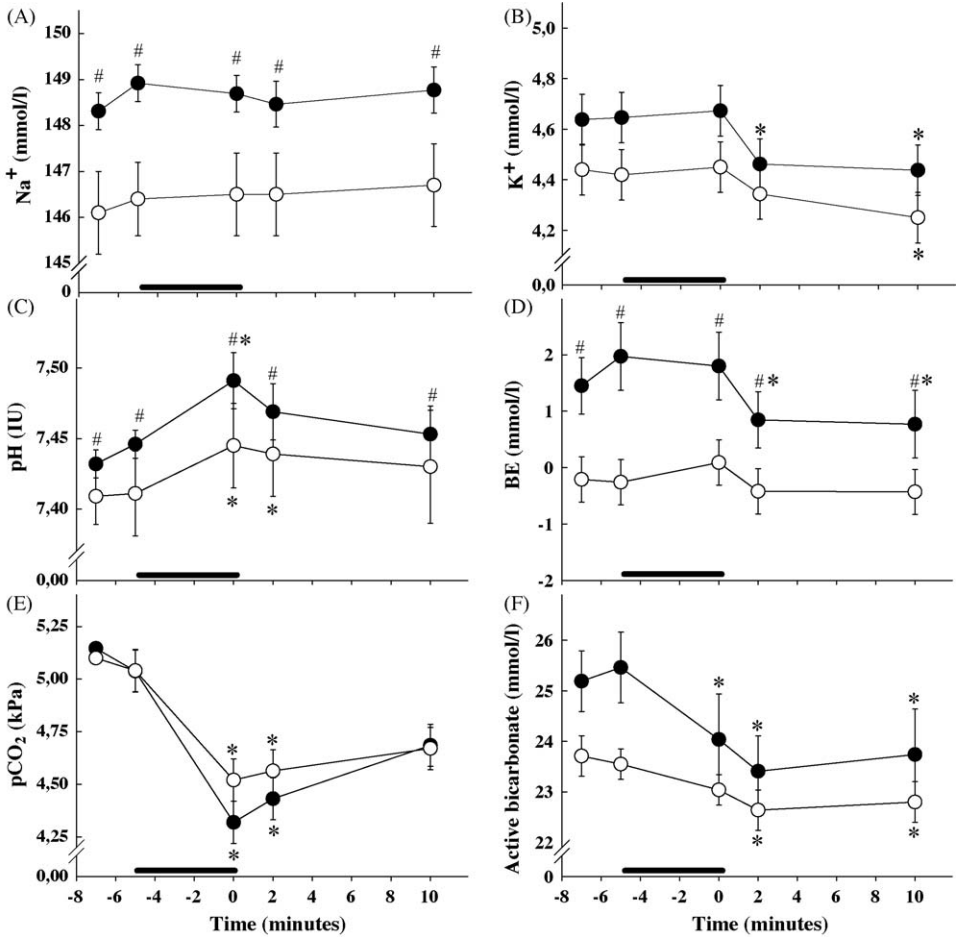 (A)
150
149
148
147
146
145
0
Na+ (mmol/l)
# # # # #
(B)
5,0
4,8
4,6
4,4
4,2
0,0
K+ (mmol/l)
* *
*
(C)
7,50
7,45
7,40
0,00
pH (IU)
# # #* # #
* *
(D)
2
1
0
-1
-2
BE (mmol/l)
# # # #* #*
(E)
5,25
5,00
4,75
4,50
4,25
0,00
pCO2 (kPa)
* *
* *
-8 -6 -4 -2 0 2 4 6 8 10
Time (minutes)
(F)
26
25
24
23
22
0
Active bicarbonate (mmol/l)
* * *
* *
-8 -6 -4 -2 0 2 4 6 8 10
Time (minutes)